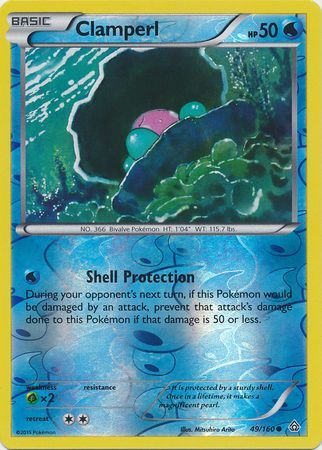 BASIC
Clamperl
HP 50
NO. 366 Bivalve Pokémon HT: 1'04" WT: 115.7 lbs.
Shell Protection
During your opponent's next turn, if this Pokémon would
be damaged by an attack, prevent that attack's damage
done to this Pokémon if that damage is 50 or less.
weakness resistance
×2
retreat
It is protected by a sturdy shell.
Once in a lifetime, it makes a
magnificent pearl.
©2015 Pokémon
Illus. Mitsuhiro Arita
49/160